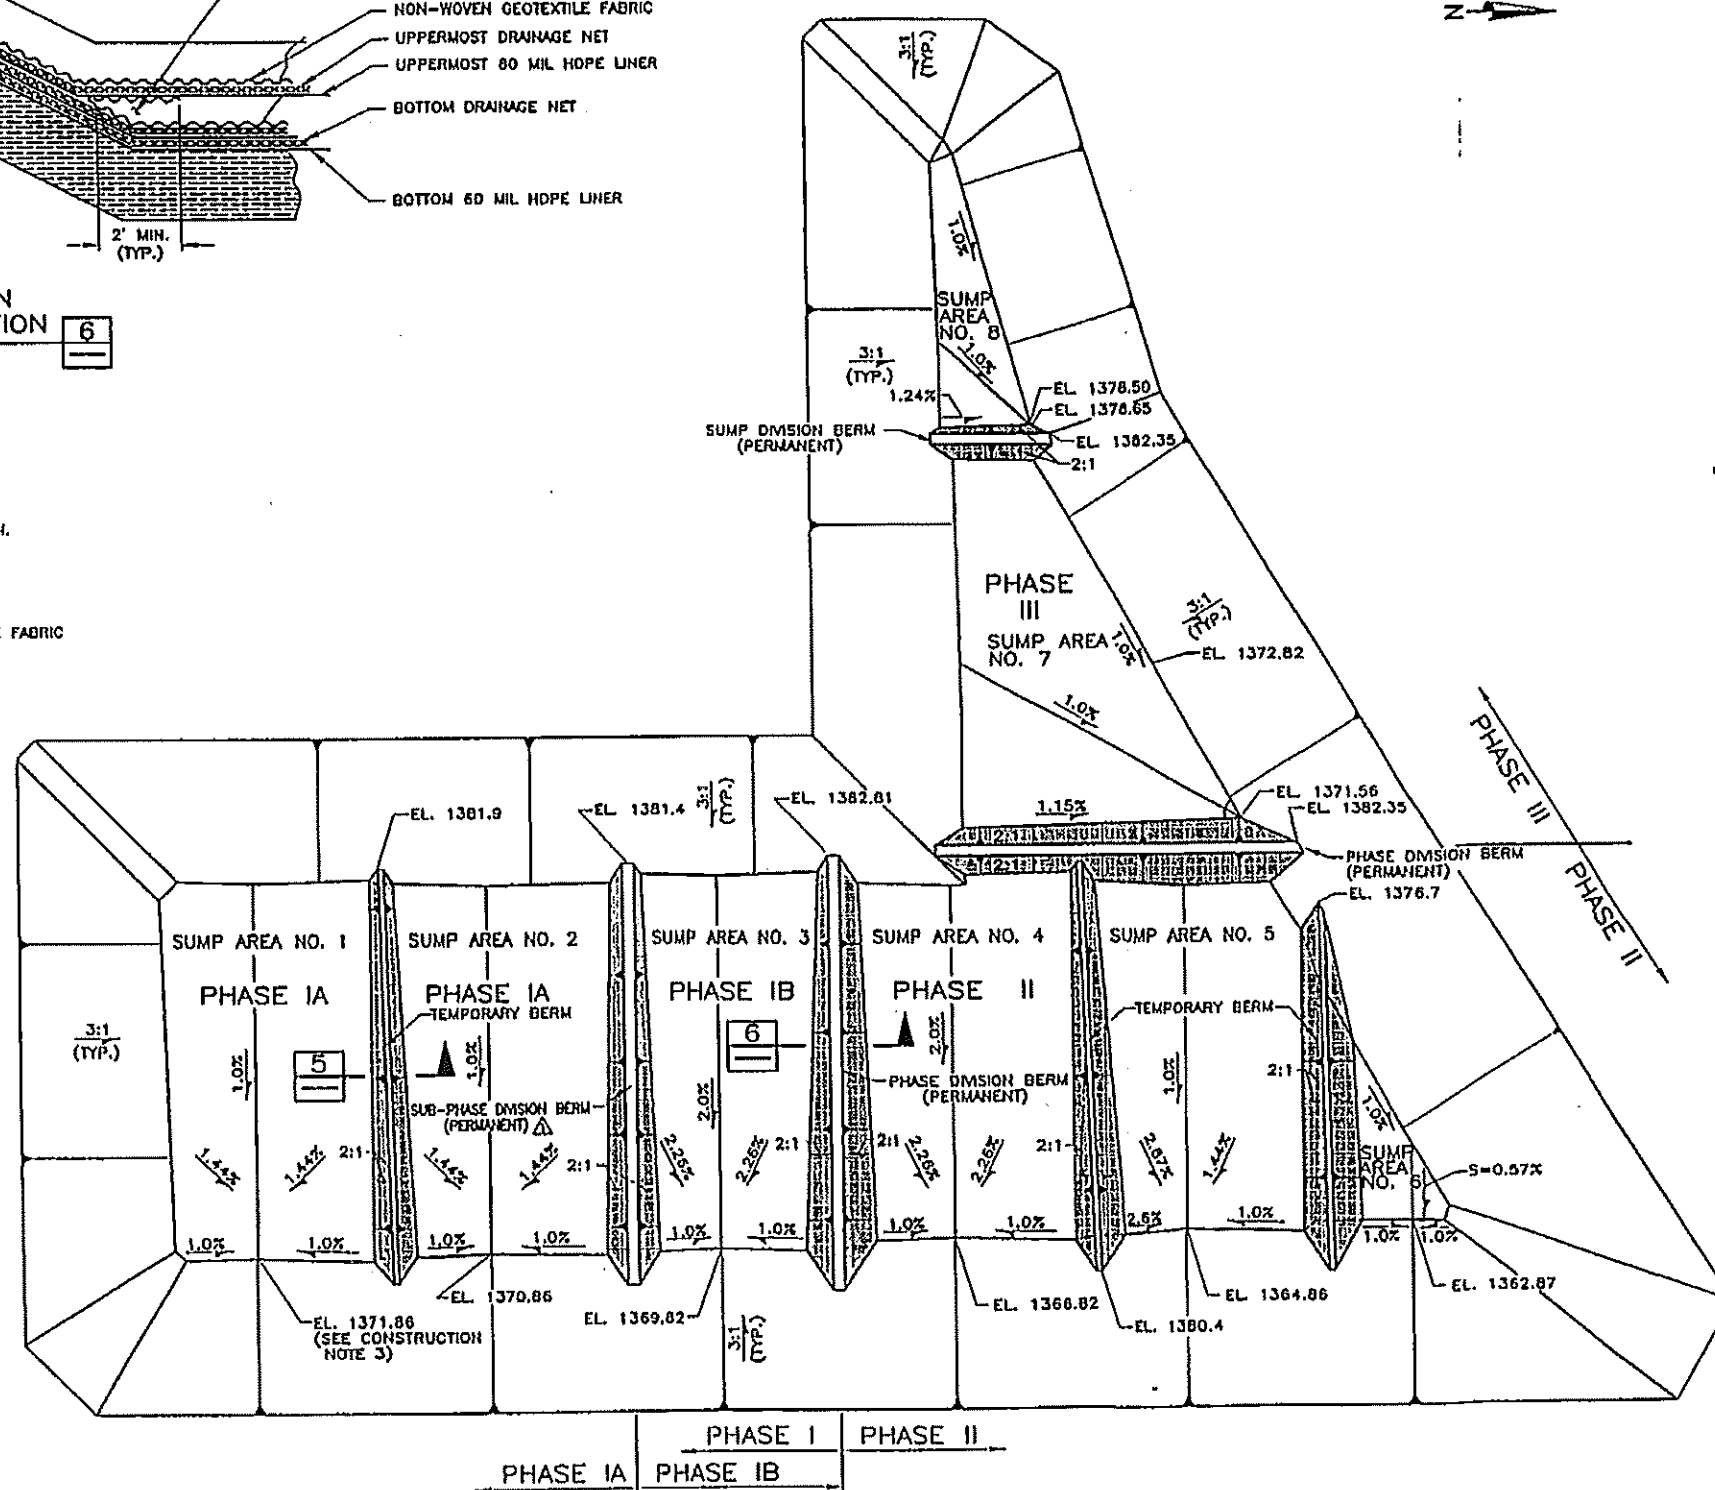 NON-WOVEN GEOTEXTILE FABRIC
UPPERMOST DRAINAGE NET
UPPERMOST 80 MIL HDPE LINER
BOTTOM DRAINAGE NET
BOTTOM 60 MIL HDPE LINER
2' MIN.
(TYP.)
N
TION
6
H.
FABRIC
N
3:1
(TYP.)
1.0%
SUMP
AREA
NO. 8
1.0%
3:1
(TYP.)
1.24%
EL. 1378.50
EL. 1378.65
EL. 1382.35
2:1
SUMP DIVISION BERM
(PERMANENT)
PHASE
III
SUMP AREA
NO. 7
1.0%
3:1
(TYP.)
EL. 1372.82
1.0%
PHASE III
PHASE II
1.15%
2:1
2:1
EL. 1371.56
EL. 1382.35
PHASE DIVISION BERM
(PERMANENT)
EL. 1376.7
EL. 1381.9
EL. 1381.4
3:1
(TYP.)
EL. 1382.81
SUMP AREA NO. 1
SUMP AREA NO. 2
SUMP AREA NO. 3
SUMP AREA NO. 4
SUMP AREA NO. 5
PHASE IA
PHASE IA
PHASE IB
PHASE II
TEMPORARY BERM
TEMPORARY BERM
3:1
(TYP.)
5
6
1.0%
1.0%
2.0%
2.0%
1.0%
2:1
SUB-PHASE DIVISION BERM
(PERMANENT)
PHASE DIVISION BERM
(PERMANENT)
1.0%
1.44%
1.44%
2:1
1.44%
1.44%
2:1
2.26%
2.26%
2:1
2:1
2.26%
2.26%
2:1
2.87%
1.44%
SUMP
AREA
NO. 6
S=0.57%
1.0%
1.0%
1.0%
1.0%
1.0%
1.0%
1.0%
1.0%
2.6%
1.0%
1.0%
1.0%
EL. 1371.86
(SEE CONSTRUCTION
NOTE 3)
EL. 1370.86
EL. 1369.82
3:1
(TYP.)
EL. 1366.82
EL. 1380.4
EL. 1364.86
EL. 1362.87
PHASE I
PHASE II
PHASE IA
PHASE IB